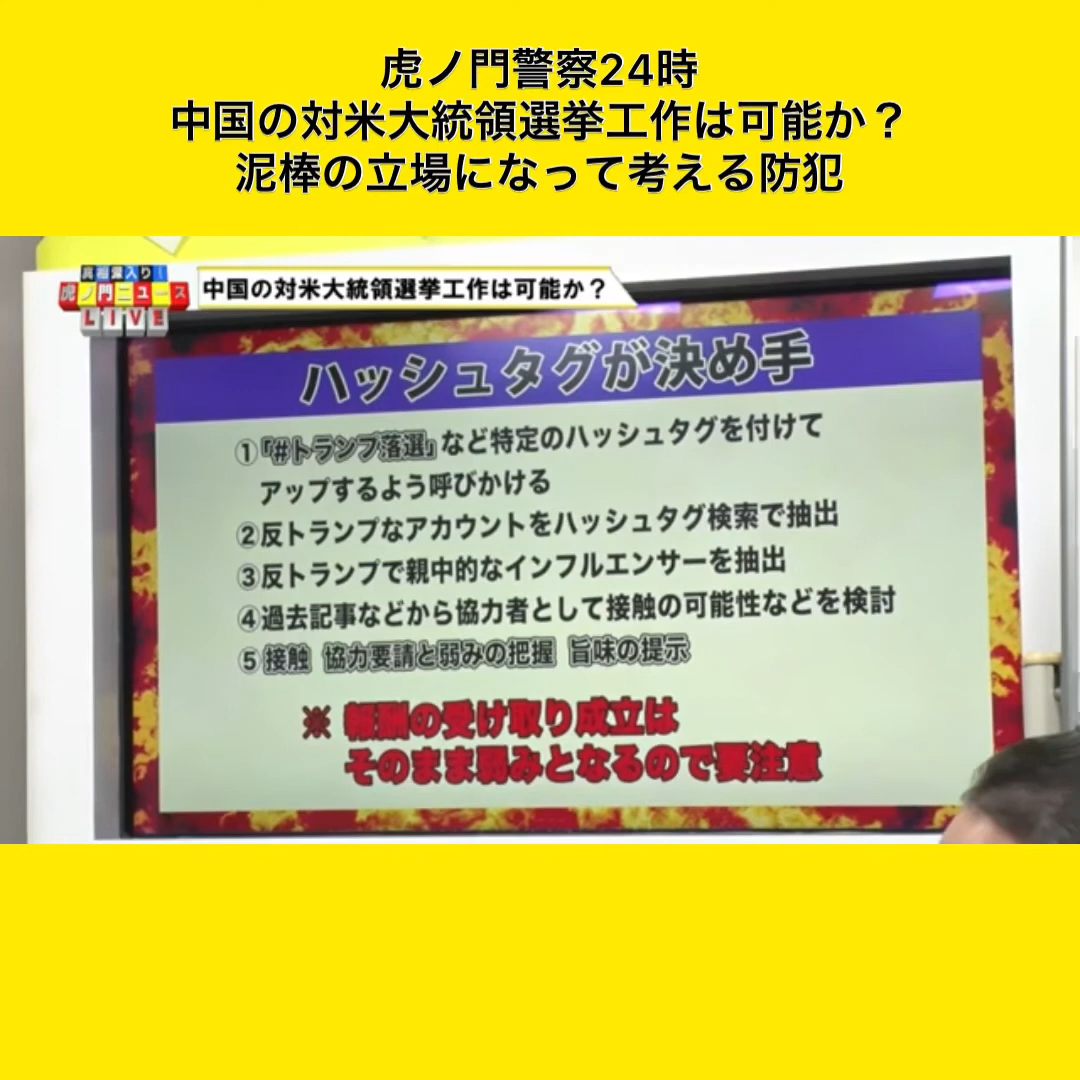 虎ノ門警察24時
中国の対米大統領選挙工作は可能か？
泥棒の立場になって考える防犯
真相深入り！
虎ノ門ニュース
LIVE
中国の対米大統領選挙工作は可能か？
ハッシュタグが決め手
①「#トランプ落選」など特定のハッシュタグを付けて
アップするよう呼びかける
②反トランプなアカウントをハッシュタグ検索で抽出
③反トランプで親中的なインフルエンサーを抽出
④過去記事などから協力者として接触の可能性などを検討
⑤接触 協力要請と弱みの把握 旨味の提示
※ 報酬の受け取り成立は
そのまま弱みとなるので要注意